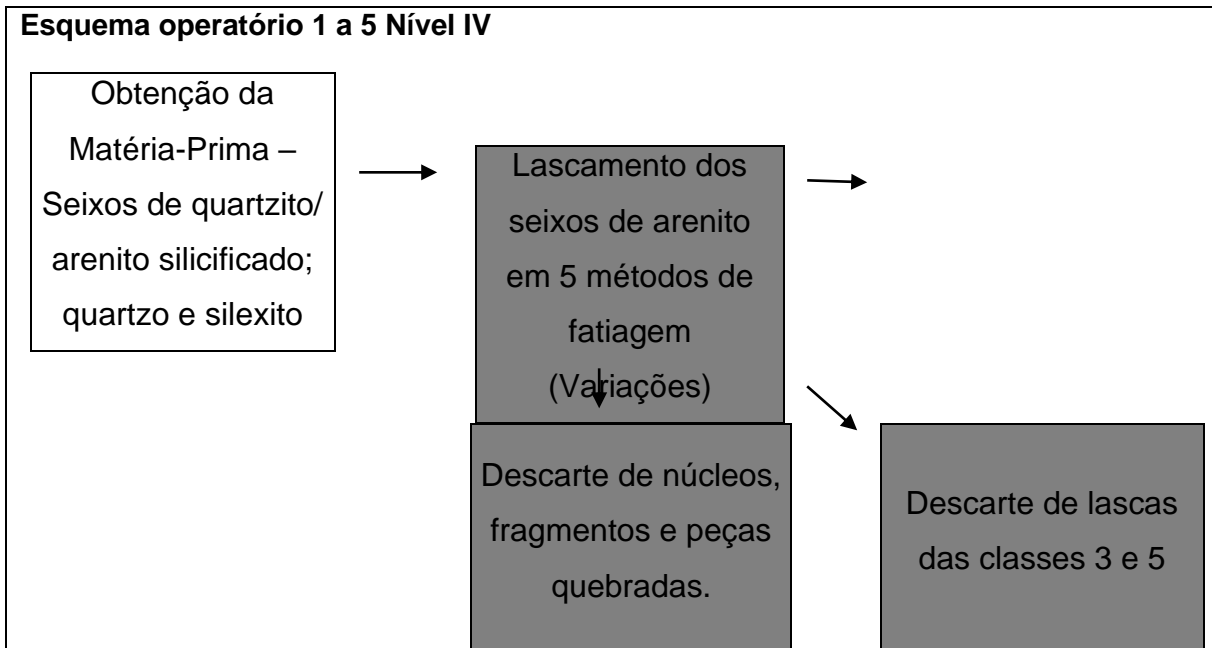 Esquema operatório 1 a 5 Nível IV
Obtenção da
Matéria-Prima –
Seixos de quartzito/
arenito silicificado;
quartzo e silexito
Lascamento dos
seixos de arenito
em 5 métodos de
fatiagem
(Variações)
Descarte de núcleos,
fragmentos e peças
quebradas.
Descarte de lascas
das classes 3 e 5